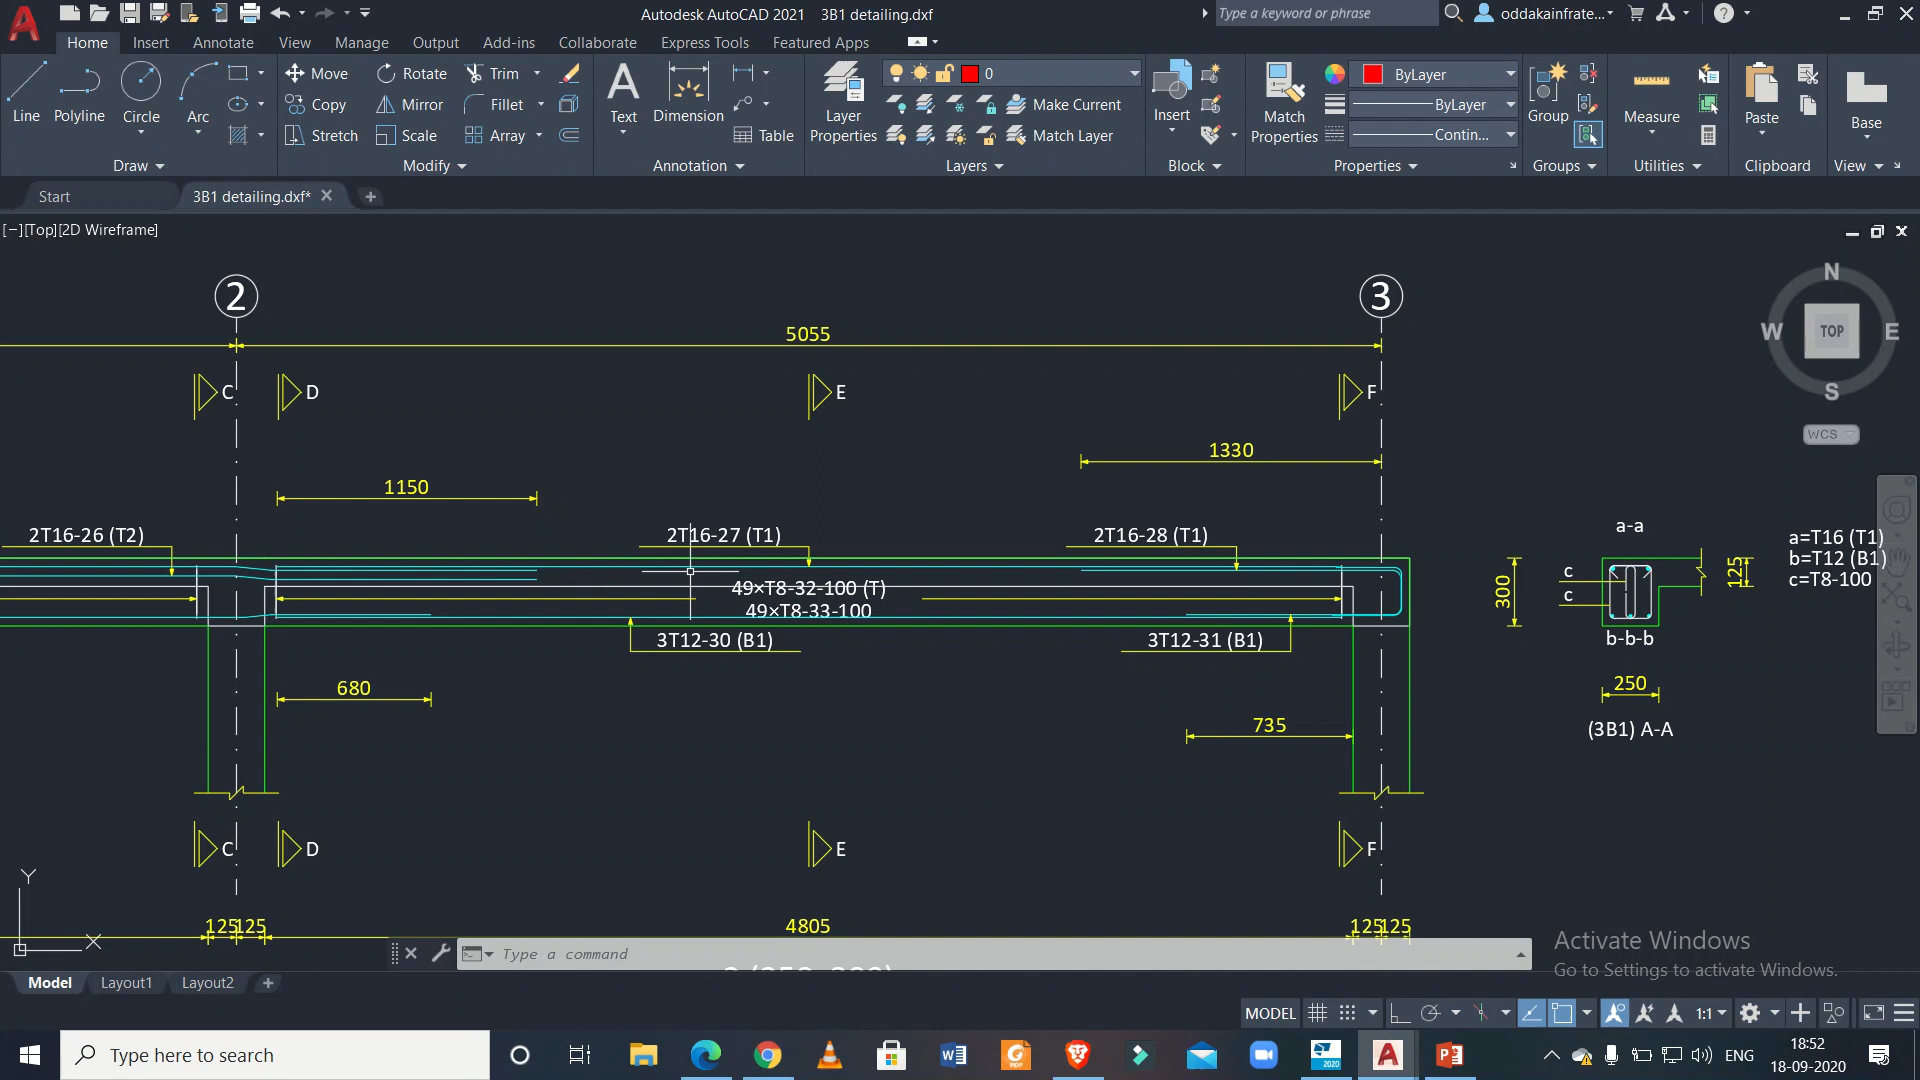 Autodesk AutoCAD 2021 3B1 detailing.dxf
Type a keyword or phrase
oddakainfrate...
Home Insert Annotate View Manage Output Add-ins Collaborate Express Tools Featured Apps
Line Polyline Circle Arc
Move Rotate Trim
Copy Mirror Fillet
Stretch Scale Array
Text Dimension Table
Layer Properties
0
Make Current
Match Layer
Insert
Match Properties
ByLayer
ByLayer
Contin...
Group
Measure
Paste
Base
Draw Modify Annotation Layers Block Properties Groups Utilities Clipboard View
Start 3B1 detailing.dxf*
[−][Top][2D Wireframe]
2
3
N
W TOP E
S
WCS
5055
C D E F
1330
1150
2T16-26 (T2) 2T16-27 (T1) 2T16-28 (T1)
49×T8-32-100 (T)
49×T8-33-100
3T12-30 (B1) 3T12-31 (B1)
680
735
a-a
a=T16 (T1)
b=T12 (B1)
c=T8-100
300
c
c
125
b-b-b
250
(3B1) A-A
C D E F
125 125 4805 125 125
Y
X
Type a command
Activate Windows
Go to Settings to activate Windows.
Model Layout1 Layout2
MODEL 1:1
Type here to search
2020
ENG
18:52
18-09-2020